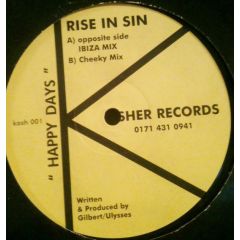 RISE IN SIN
A) opposite side
IBIZA MIX
B) Cheeky Mix
kash 001
" HAPPY DAYS "
SHER RECORDS
0171 431 0941
Written
& Produced by
Gilbert/Ulysses